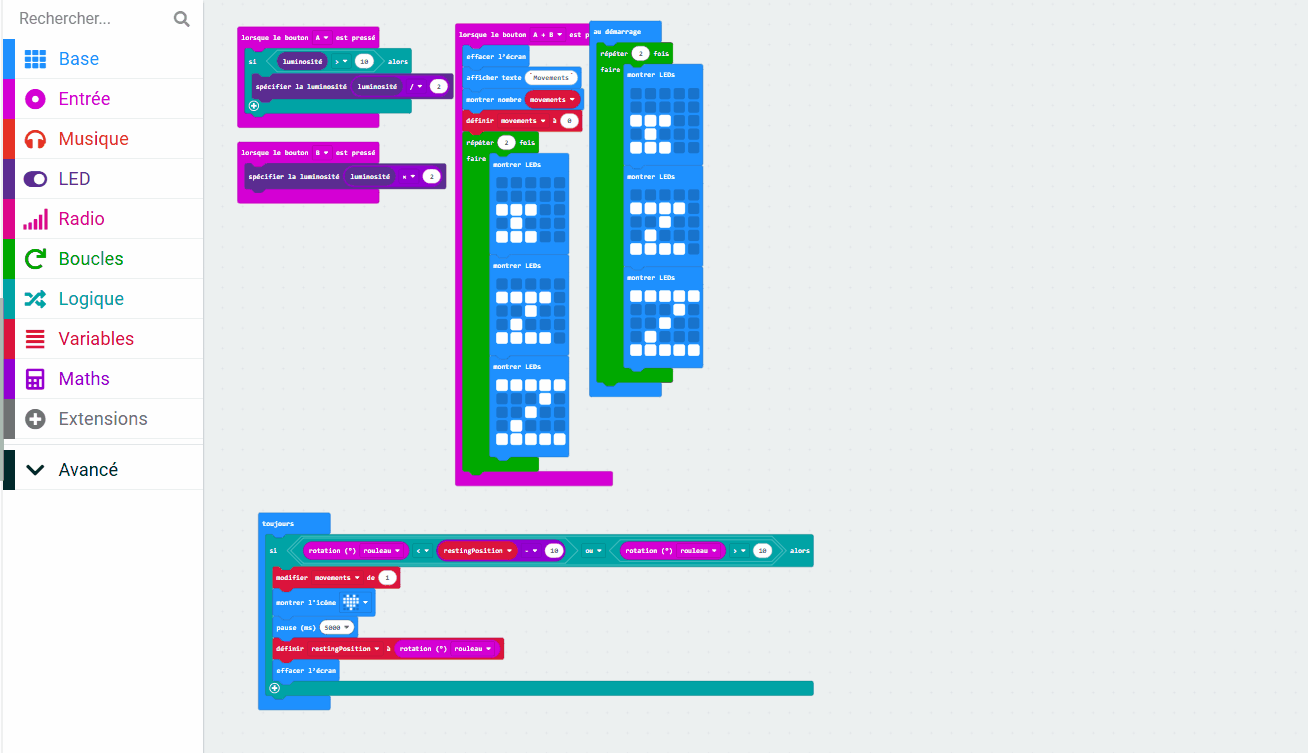 Rechercher...
Base
Entrée
Musique
LED
Radio
Boucles
Logique
Variables
Maths
Extensions
Avancé
lorsque le bouton A est pressé
si luminosité > 10 alors
spécifier la luminosité luminosité / 2
lorsque le bouton B est pressé
spécifier la luminosité luminosité × 2
lorsque le bouton A + B est p
effacer l'écran
afficher texte "Movements"
montrer nombre movements
définir movements à 0
répéter 2 fois
faire
montrer LEDs
montrer LEDs
montrer LEDs
au démarrage
répéter 2 fois
faire
montrer LEDs
montrer LEDs
montrer LEDs
toujours
si rotation (°) rouleau < restingPosition - 10 ou rotation (°) rouleau > 10 alors
modifier movements de 1
montrer l'icône
pause (ms) 5000
définir restingPosition à rotation (°) rouleau
effacer l'écran